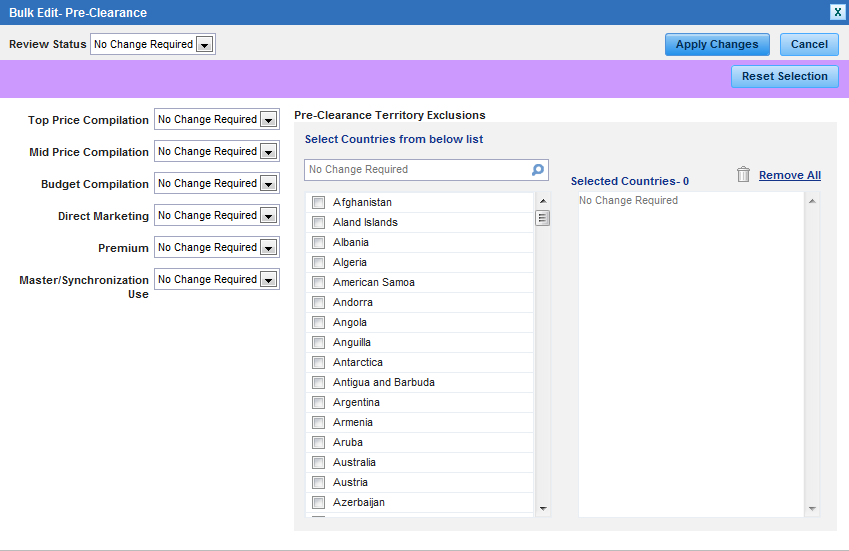 Bulk Edit- Pre-Clearance X
Review Status No Change Required Apply Changes Cancel
Reset Selection
Top Price Compilation No Change Required
Mid Price Compilation No Change Required
Budget Compilation No Change Required
Direct Marketing No Change Required
Premium No Change Required
Master/Synchronization
Use
No Change Required
Pre-Clearance Territory Exclusions
Select Countries from below list
No Change Required
Afghanistan
Aland Islands
Albania
Algeria
American Samoa
Andorra
Angola
Anguilla
Antarctica
Antigua and Barbuda
Argentina
Armenia
Aruba
Australia
Austria
Azerbaijan
Selected Countries- 0 Remove All
No Change Required